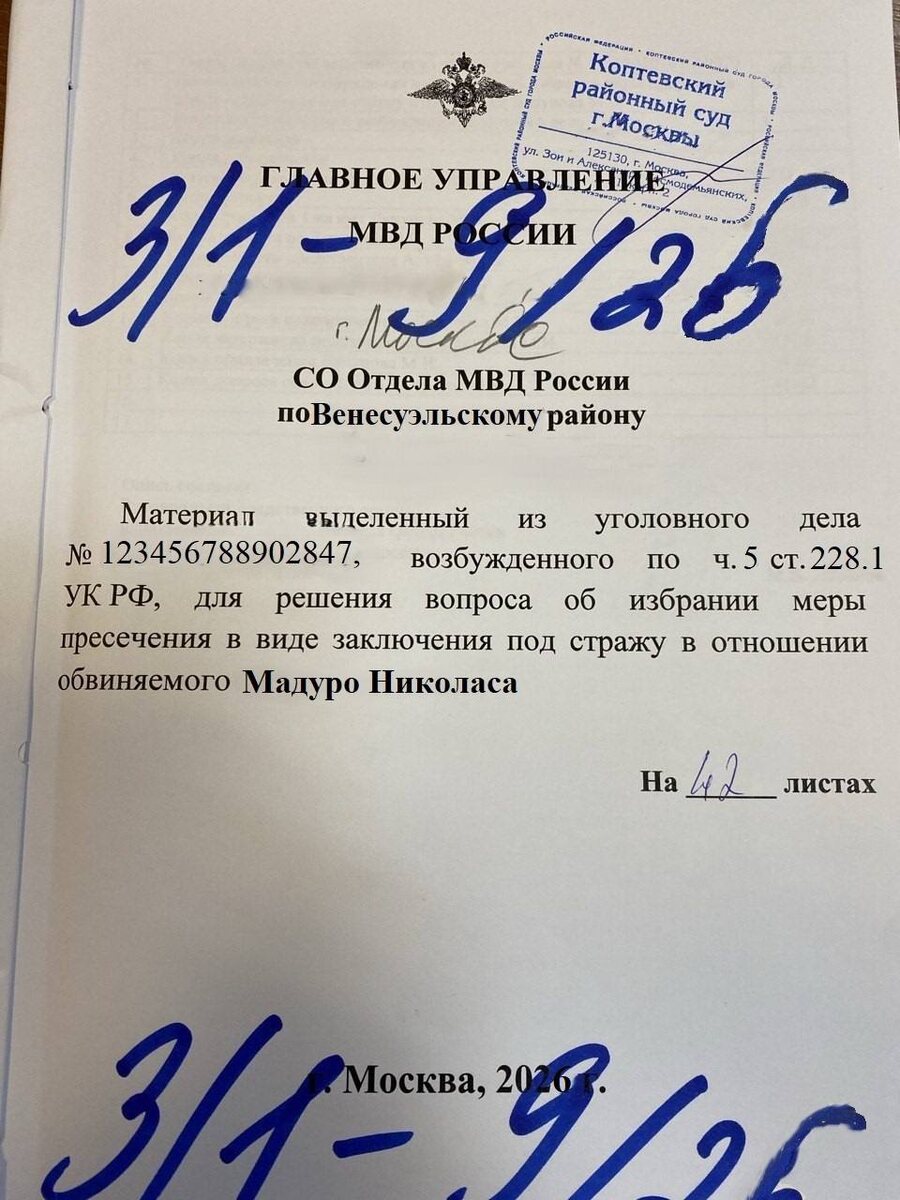 Коптевский
районный суд
г. Москвы
125130, г. Москва,
ул. Зои и Александра Космодемьянских,
ГЛАВНОЕ УПРАВЛЕНИЕ
МВД РОССИИ
3/1-9/26
г. Москве
СО Отдела МВД России
по Венесуэльскому району
Материал выделенный из уголовного дела
№ 123456788902847, возбужденного по ч. 5 ст. 228.1
УК РФ, для решения вопроса об избрании меры
пресечения в виде заключения под стражу в отношении
обвиняемого Мадуро Николаса
На 42 листах
г. Москва, 2026 г.
3/1-9/26